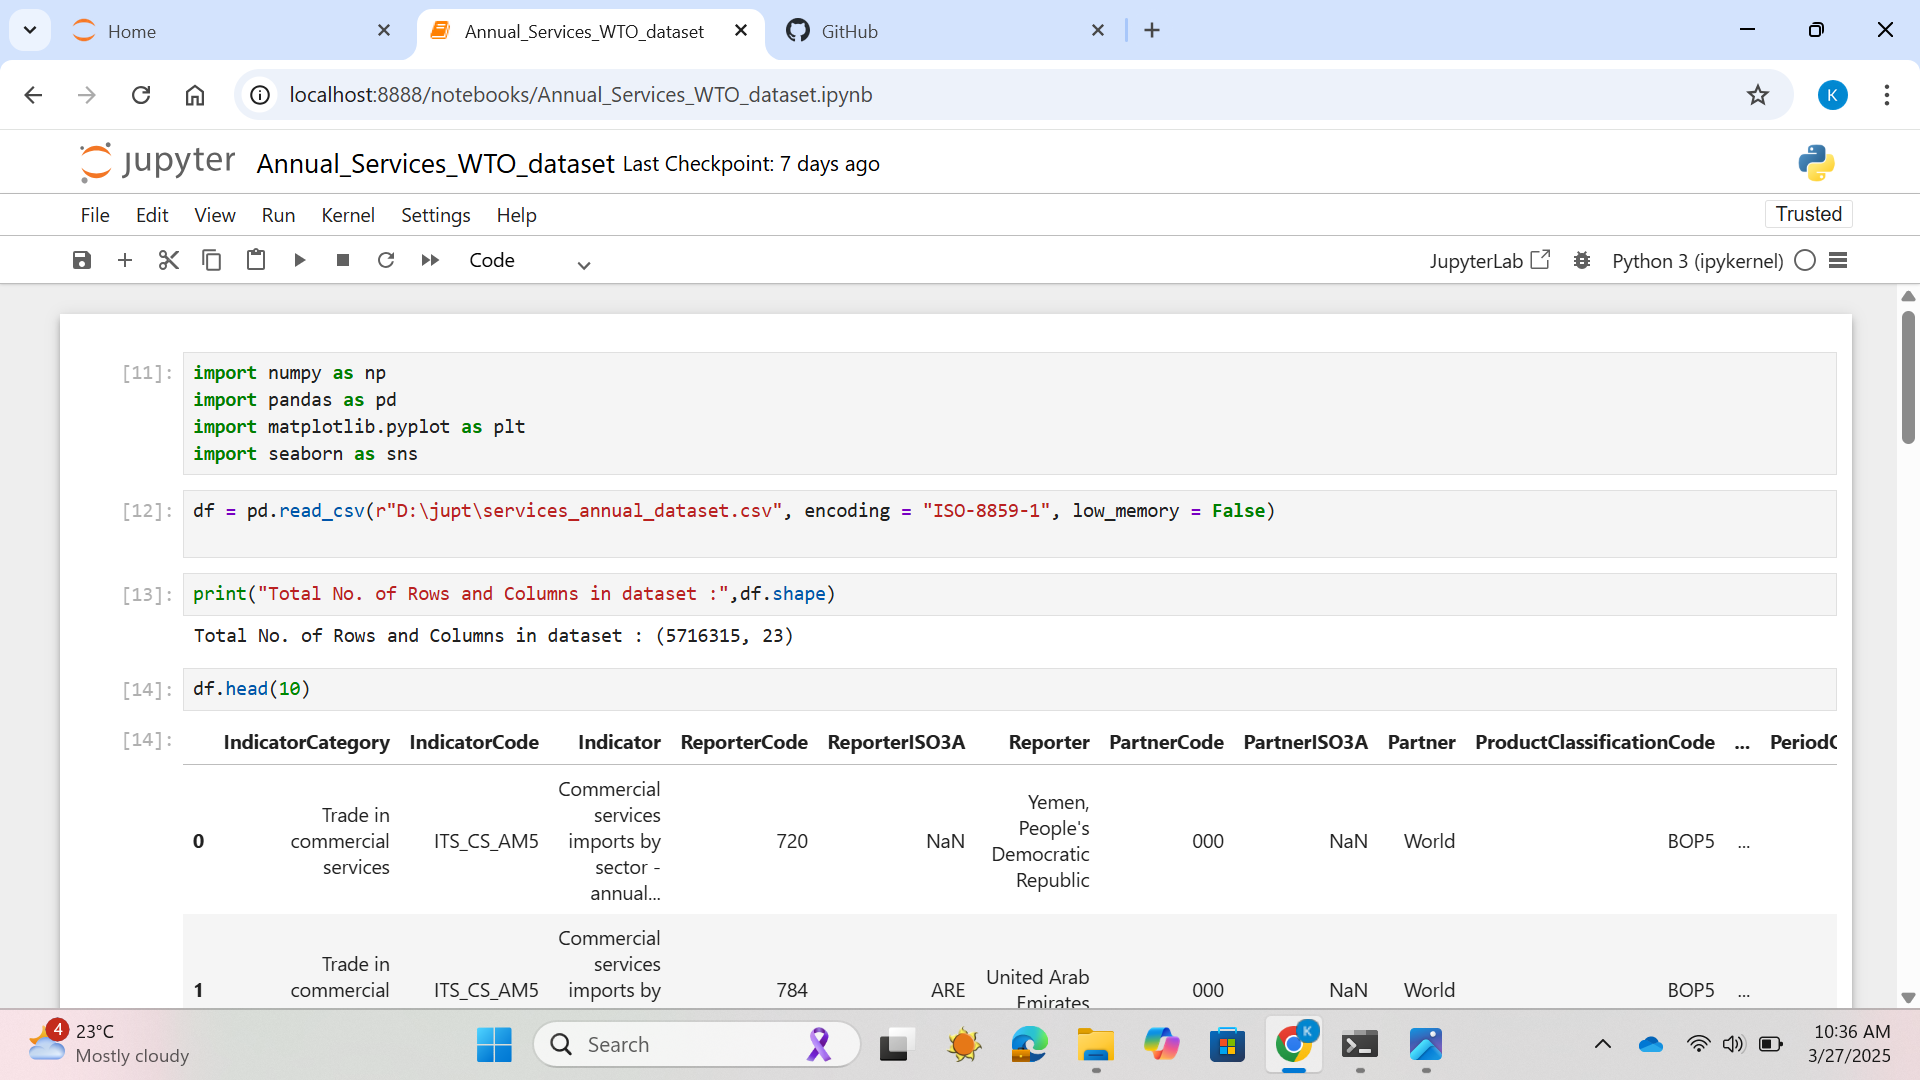 Home
Annual_Services_WTO_dataset
GitHub
localhost:8888/notebooks/Annual_Services_WTO_dataset.ipynb
K
jupyter Annual_Services_WTO_dataset Last Checkpoint: 7 days ago
File Edit View Run Kernel Settings Help
Trusted
Code
JupyterLab
Python 3 (ipykernel)
[11]:
import numpy as np
import pandas as pd
import matplotlib.pyplot as plt
import seaborn as sns
[12]:
df = pd.read_csv(r"D:\jupt\services_annual_dataset.csv", encoding = "ISO-8859-1", low_memory = False)
[13]:
print("Total No. of Rows and Columns in dataset :",df.shape)
Total No. of Rows and Columns in dataset : (5716315, 23)
[14]:
df.head(10)
[14]:
IndicatorCategory IndicatorCode Indicator ReporterCode ReporterISO3A Reporter PartnerCode PartnerISO3A Partner ProductClassificationCode ... PeriodC
0
Trade in
commercial
services
ITS_CS_AM5
Commercial
services
imports by
sector -
annual...
720
NaN
Yemen,
People's
Democratic
Republic
000
NaN
World
BOP5
...
1
Trade in
commercial
ITS_CS_AM5
Commercial
services
imports by
784
ARE
United Arab
Emirates
000
NaN
World
BOP5
...
4
23°C
Mostly cloudy
Search
K
10:36 AM
3/27/2025